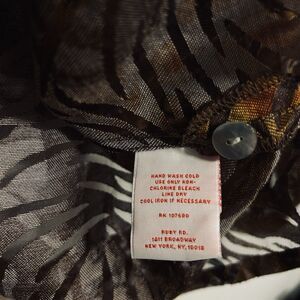 HAND WASH COLD
USE ONLY NON-
CHLORINE BLEACH
LINE DRY
COOL IRON IF NECESSARY
RN 107680
RUBY RD.
1411 BROADWAY
NEW YORK, NY. 10018